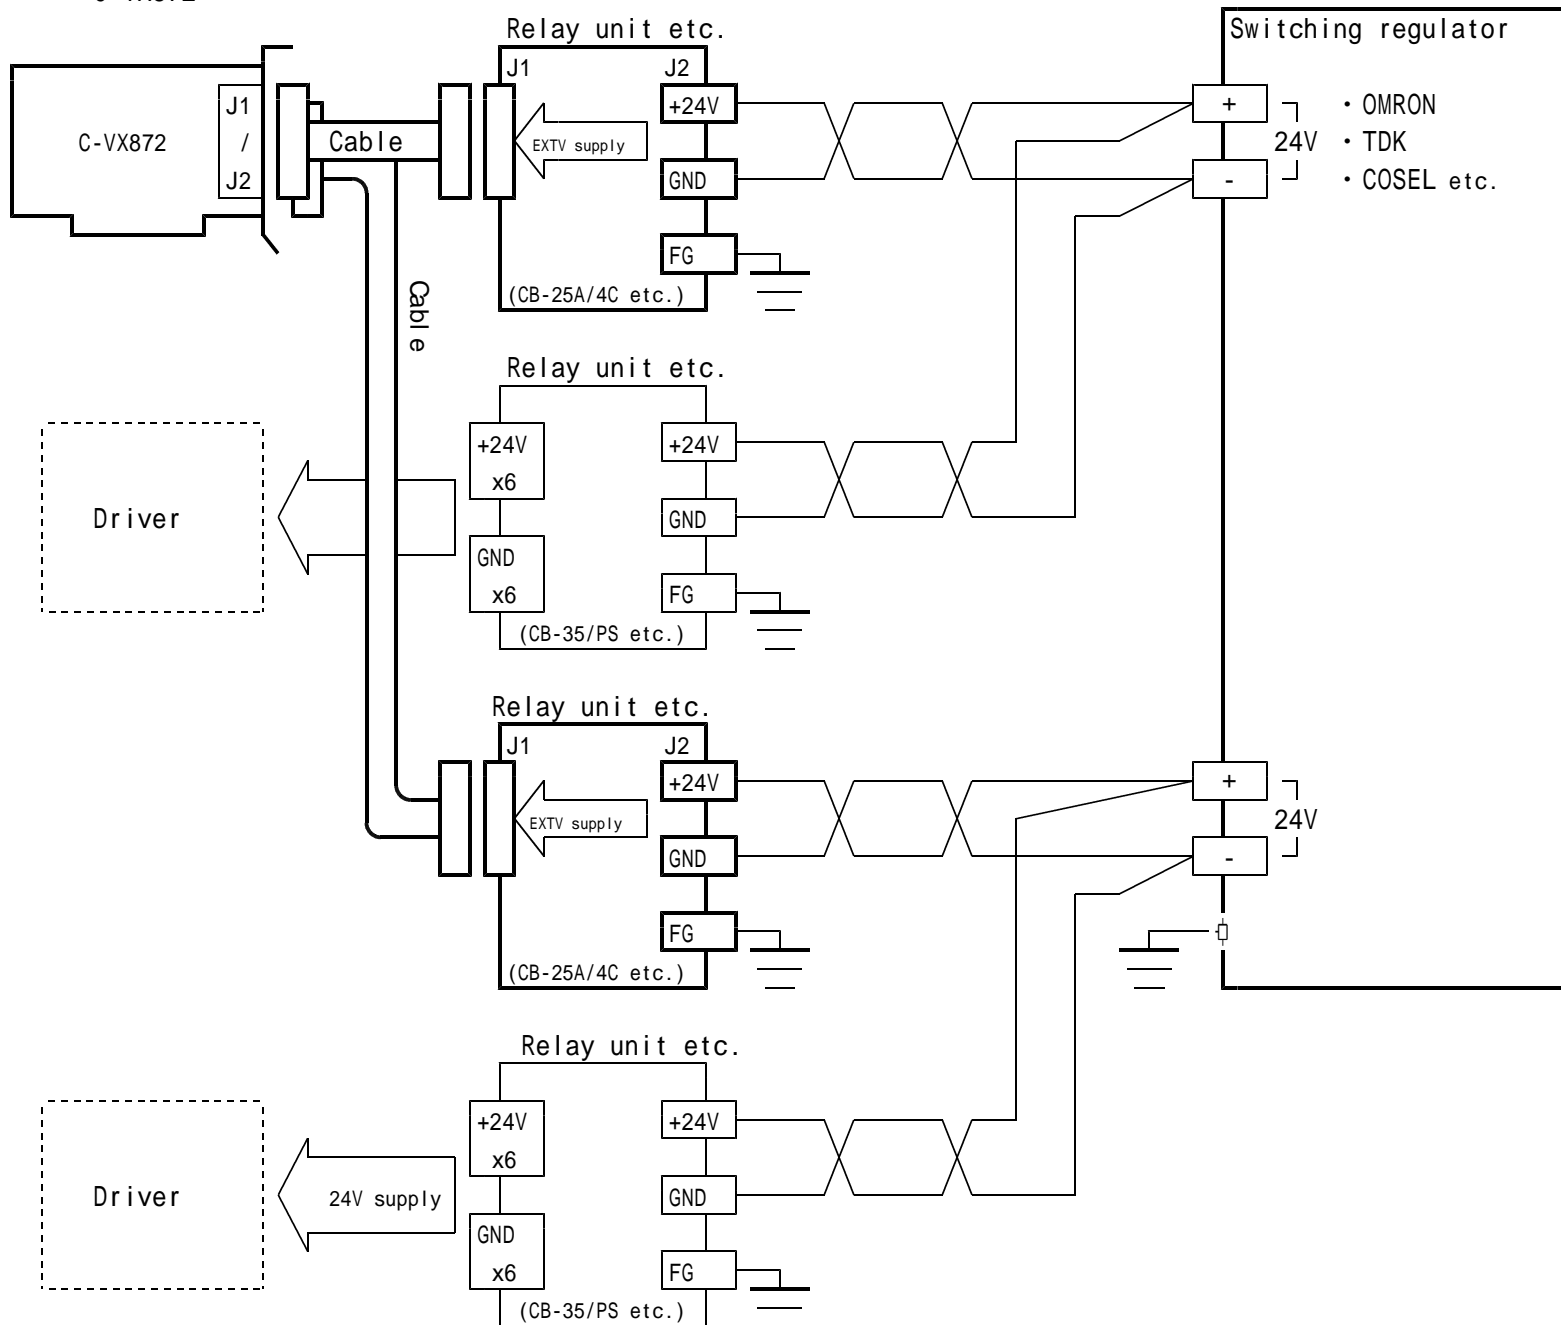 Relay unit etc.
Switching regulator
J1
J2
J1
/
J2
C-VX872
Cable
+24V
EXTV supply
GND
FG
(CB-25A/4C etc.)
+
-
24V
・OMRON
・TDK
・COSEL etc.
Cable
Relay unit etc.
+24V
x6
+24V
Driver
GND
GND
x6
FG
(CB-35/PS etc.)
Relay unit etc.
J1
J2
+24V
EXTV supply
GND
FG
(CB-25A/4C etc.)
+
-
24V
Relay unit etc.
+24V
x6
+24V
Driver
24V supply
GND
GND
x6
FG
(CB-35/PS etc.)